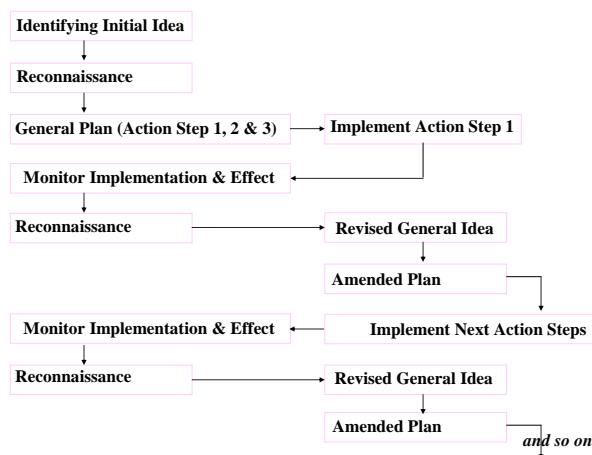 Identifying Initial Idea
Reconnaissance
General Plan (Action Step 1, 2 & 3)
Implement Action Step 1
Monitor Implementation & Effect
Reconnaissance
Revised General Idea
Amended Plan
Implement Next Action Steps
Monitor Implementation & Effect
Reconnaissance
Revised General Idea
Amended Plan
and so on